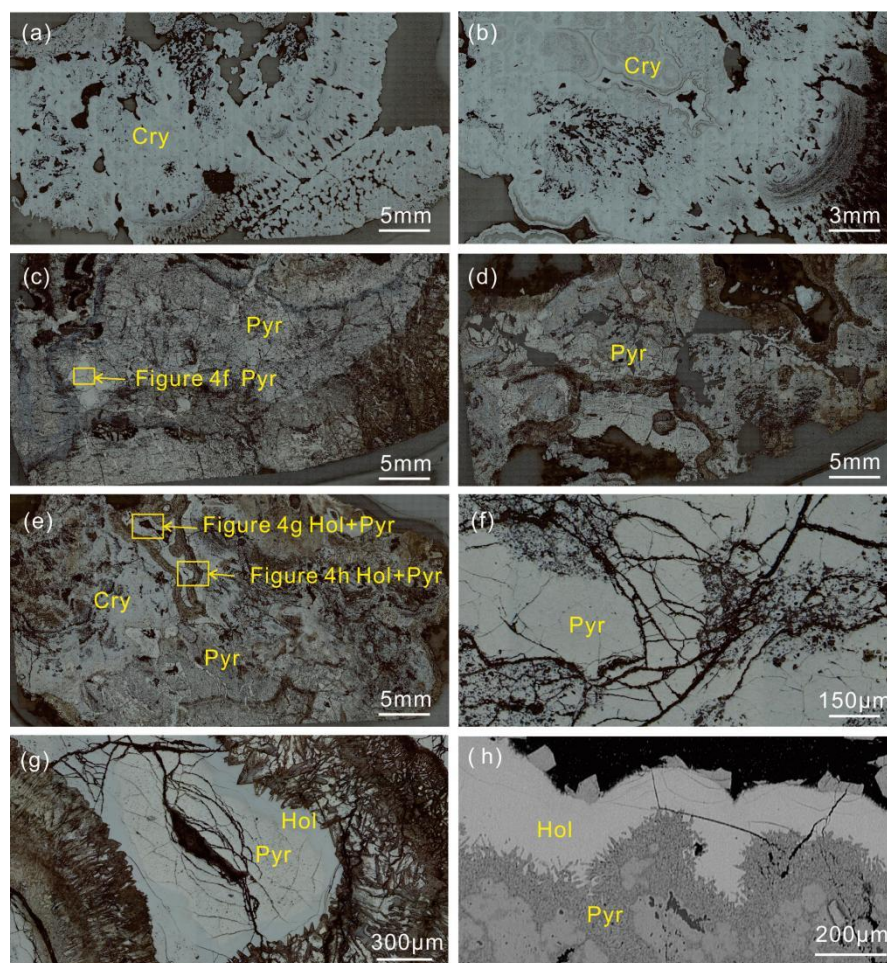 (a)
Cry
5mm
(b)
Cry
3mm
(c)
Pyr
Figure 4f Pyr
5mm
(d)
Pyr
5mm
(e)
Figure 4g Hol+Pyr
Figure 4h Hol+Pyr
Cry
Pyr
5mm
(f)
Pyr
150μm
(g)
Hol
Pyr
300μm
(h)
Hol
Pyr
200μm